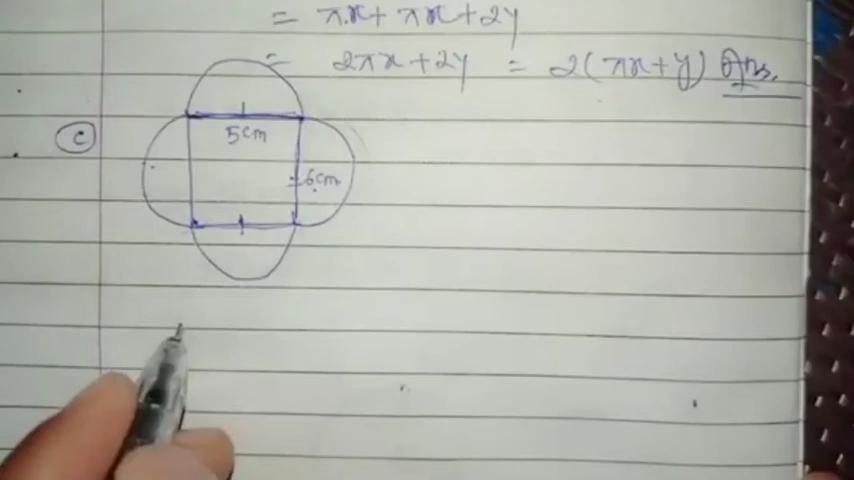 = πx + πx + 2y
= 2πx + 2y = 2(πx + y) Ans.
(c)
5cm
6cm